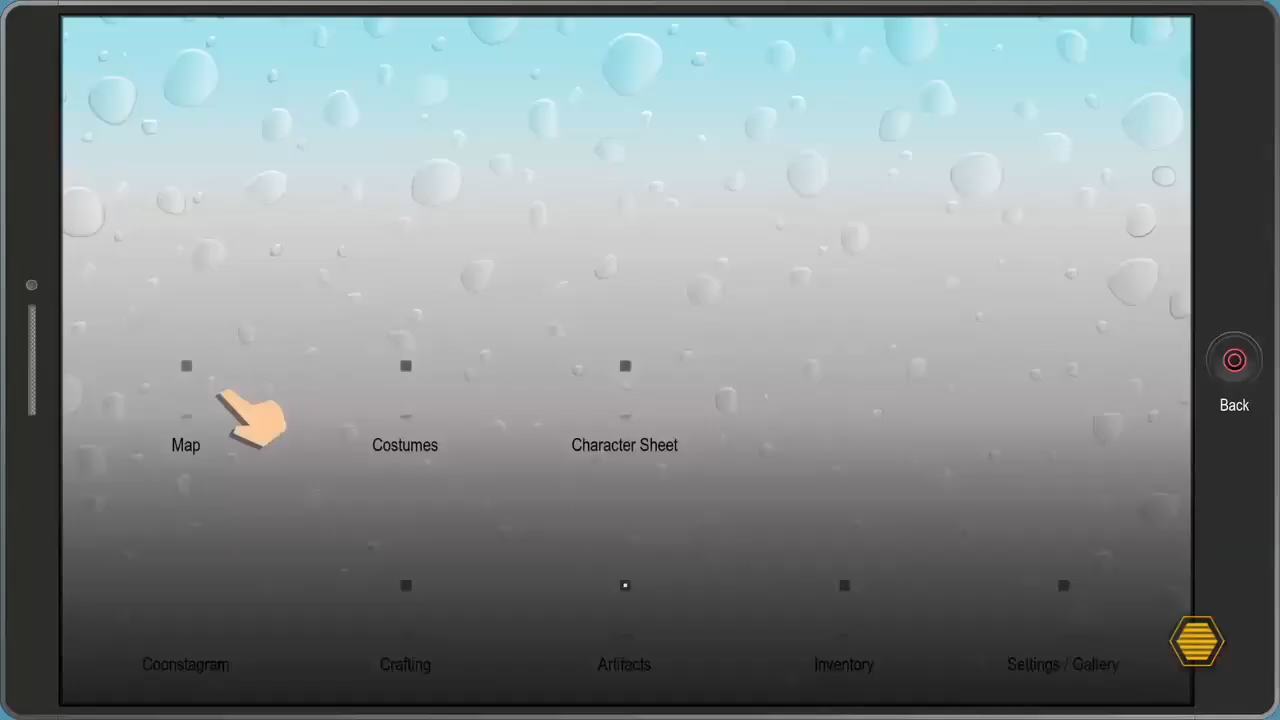 Back
Map
Costumes
Character Sheet
Coonstagram
Crafting
Artifacts
Inventory
Settings / Gallery